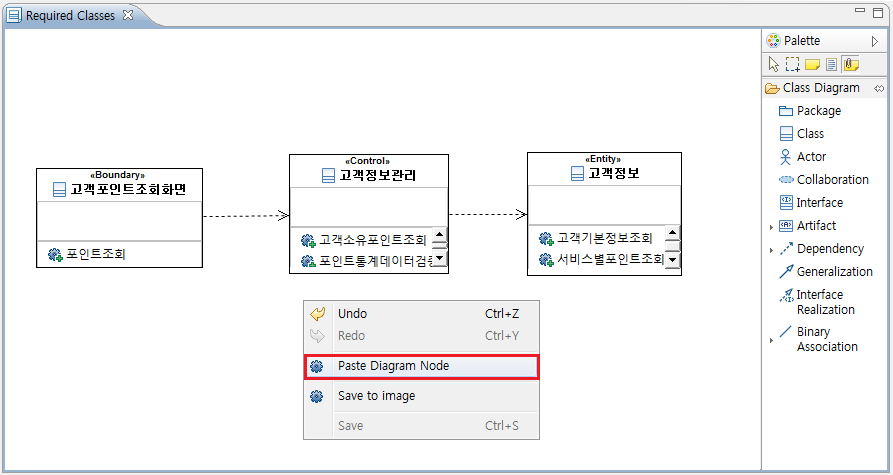 Required Classes
«Boundary»
고객포인트조회화면
포인트조회
«Control»
고객정보관리
고객소유포인트조회
포인트통계데이터검증
«Entity»
고객정보
고객기본정보조회
서비스별포인트조회
Undo Ctrl+Z
Redo Ctrl+Y
Paste Diagram Node
Save to image
Save Ctrl+S
Palette
Class Diagram
Package
Class
Actor
Collaboration
Interface
Artifact
Dependency
Generalization
Interface
Realization
Binary
Association